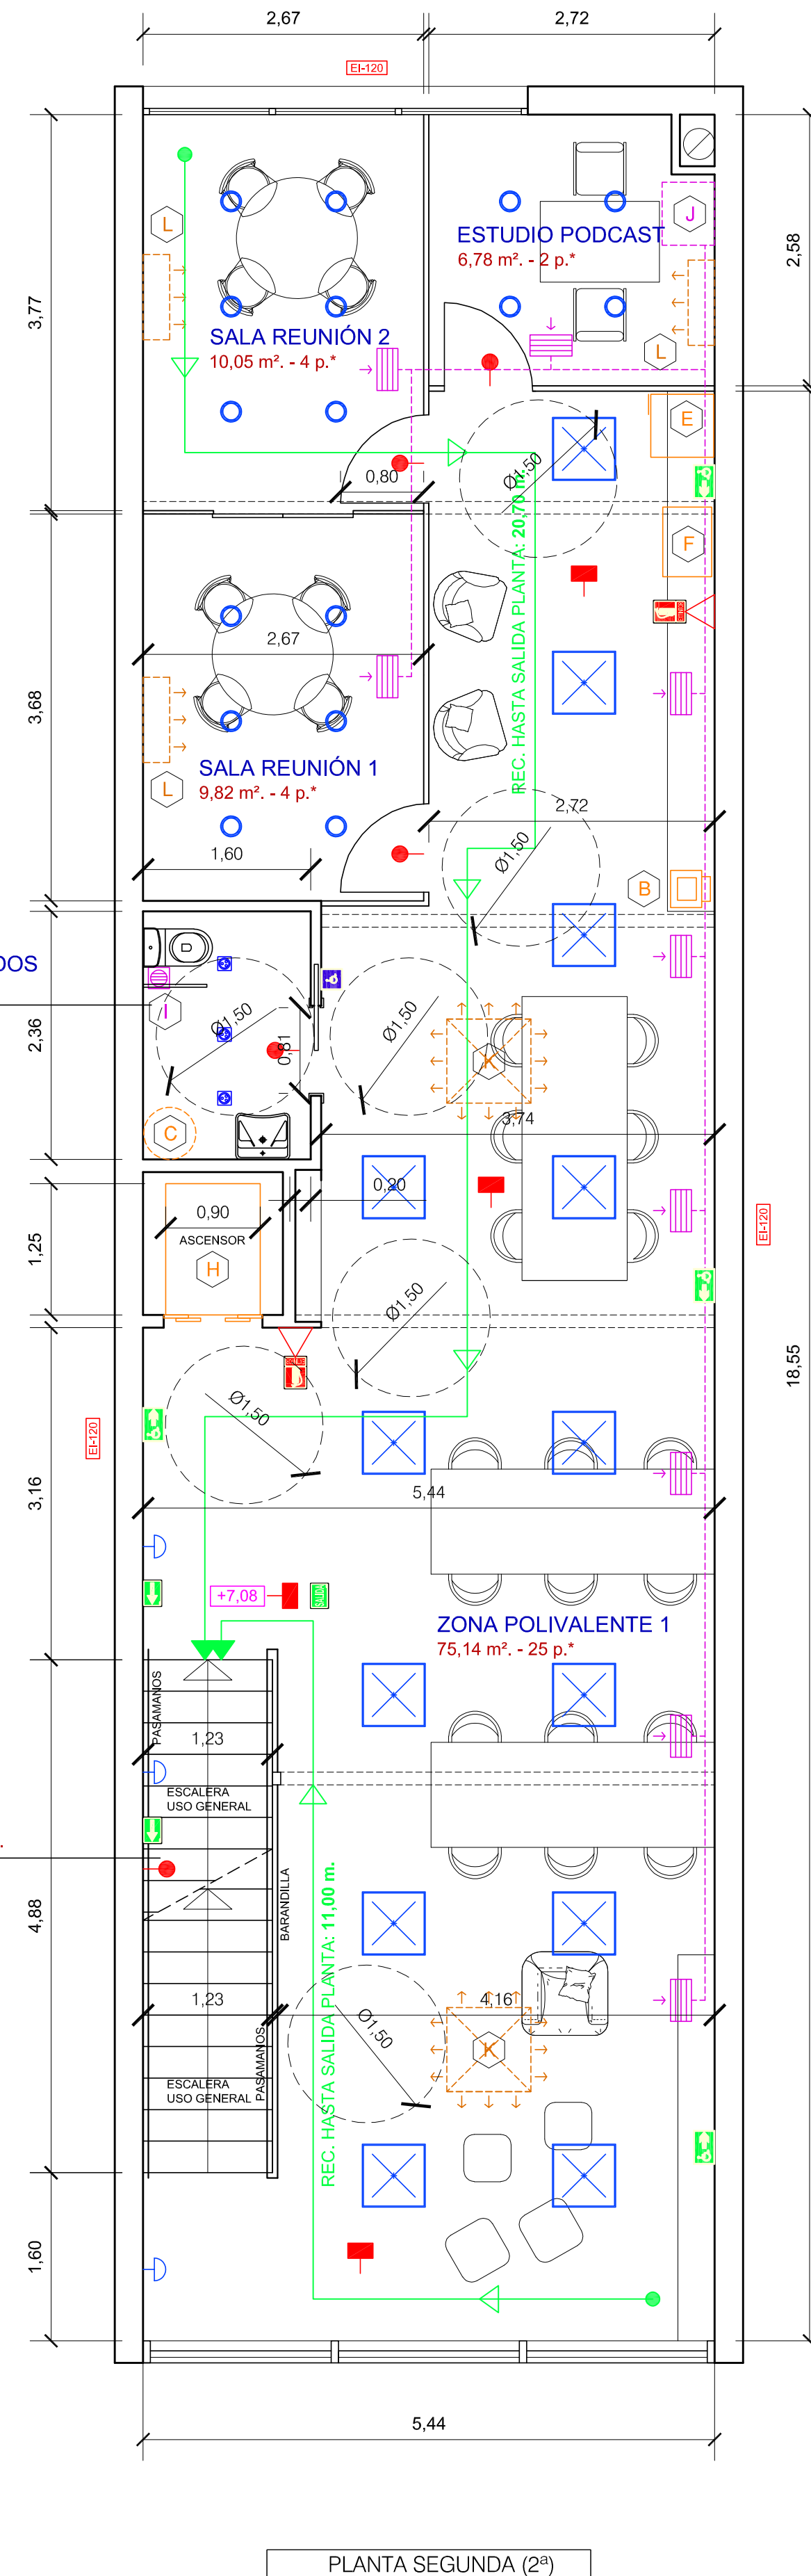 2,67
2,72
EI-120
L
J
ESTUDIO PODCAST
6,78 m². - 2 p.*
2,58
3,77
SALA REUNIÓN 2
10,05 m². - 4 p.*
L
E
0,80
Ø1,50
REC. HASTA SALIDA PLANTA: 20,70 m.
F
2,67
3,68
SALA REUNIÓN 1
9,82 m². - 4 p.*
L
2,72
1,60
Ø1,50
B
DOS
I
Ø1,50
0,81
Ø1,50
2,36
K
C
3,74
0,90
0,20
ASCENSOR
H
1,25
EI-120
Ø1,50
18,55
Ø1,50
EI-120
3,16
5,44
+7,08
SALIDA
ZONA POLIVALENTE 1
75,14 m². - 25 p.*
PASAMANOS
1,23
ESCALERA
USO GENERAL
BARANDILLA
REC. HASTA SALIDA PLANTA: 11,00 m.
4,88
1,23
4,16
Ø1,50
K
PASAMANOS
ESCALERA
USO GENERAL
1,60
5,44
PLANTA SEGUNDA (2ª)